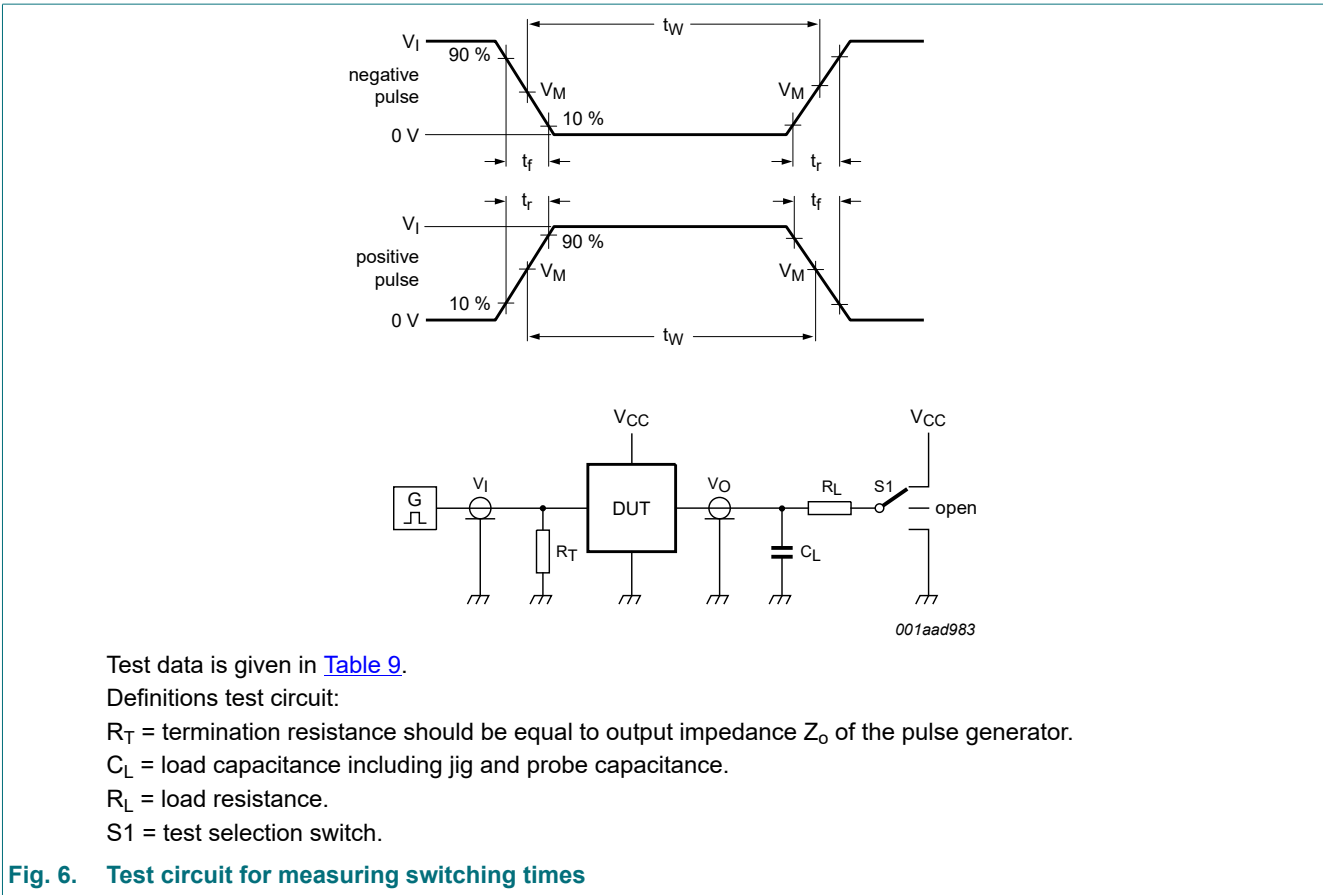 tW
VI
90 %
negative
pulse
VM
VM
10 %
0 V
tf
tr
tr
tf
VI
90 %
positive
pulse
VM
VM
10 %
0 V
tW
VCC
VCC
G
VI
DUT
VO
RL
S1
open
RT
CL
001aad983
Test data is given in Table 9.
Definitions test circuit:
RT = termination resistance should be equal to output impedance Zo of the pulse generator.
CL = load capacitance including jig and probe capacitance.
RL = load resistance.
S1 = test selection switch.
Fig. 6. Test circuit for measuring switching times